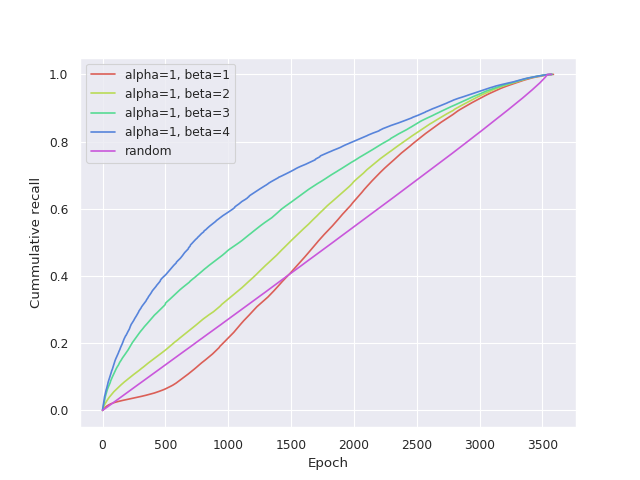 1.0
0.8
0.6
0.4
0.2
0.0
Cummulative recall
alpha=1, beta=1
alpha=1, beta=2
alpha=1, beta=3
alpha=1, beta=4
random
0 500 1000 1500 2000 2500 3000 3500
Epoch